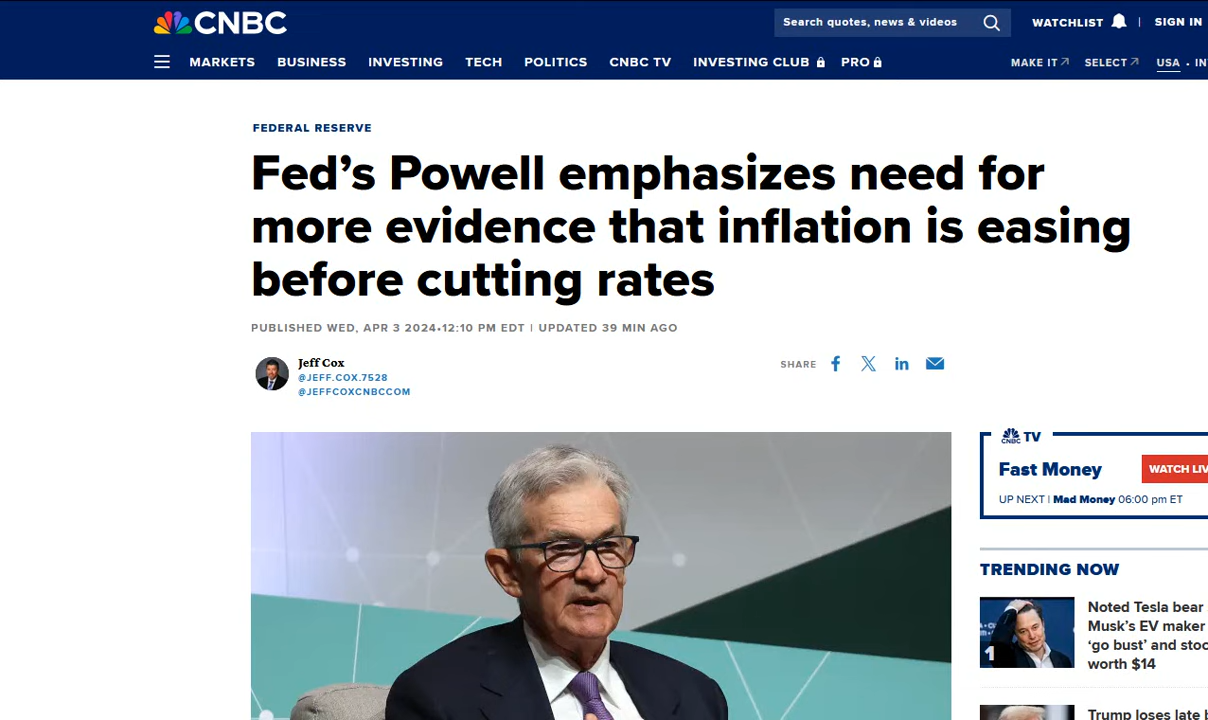 CNBC
Search quotes, news & videos
WATCHLIST | SIGN IN
MARKETS BUSINESS INVESTING TECH POLITICS CNBC TV INVESTING CLUB PRO MAKE IT SELECT USA • IN
FEDERAL RESERVE
Fed’s Powell emphasizes need for
more evidence that inflation is easing
before cutting rates
PUBLISHED WED, APR 3 2024•12:10 PM EDT | UPDATED 39 MIN AGO
Jeff Cox
@JEFF.COX.7528
@JEFFCOXCNBCCOM
SHARE
CNBC TV
Fast Money
WATCH LIV
UP NEXT | Mad Money 06:00 pm ET
TRENDING NOW
1
Noted Tesla bear
Musk’s EV maker
‘go bust’ and stoc
worth $14
Trump loses late b